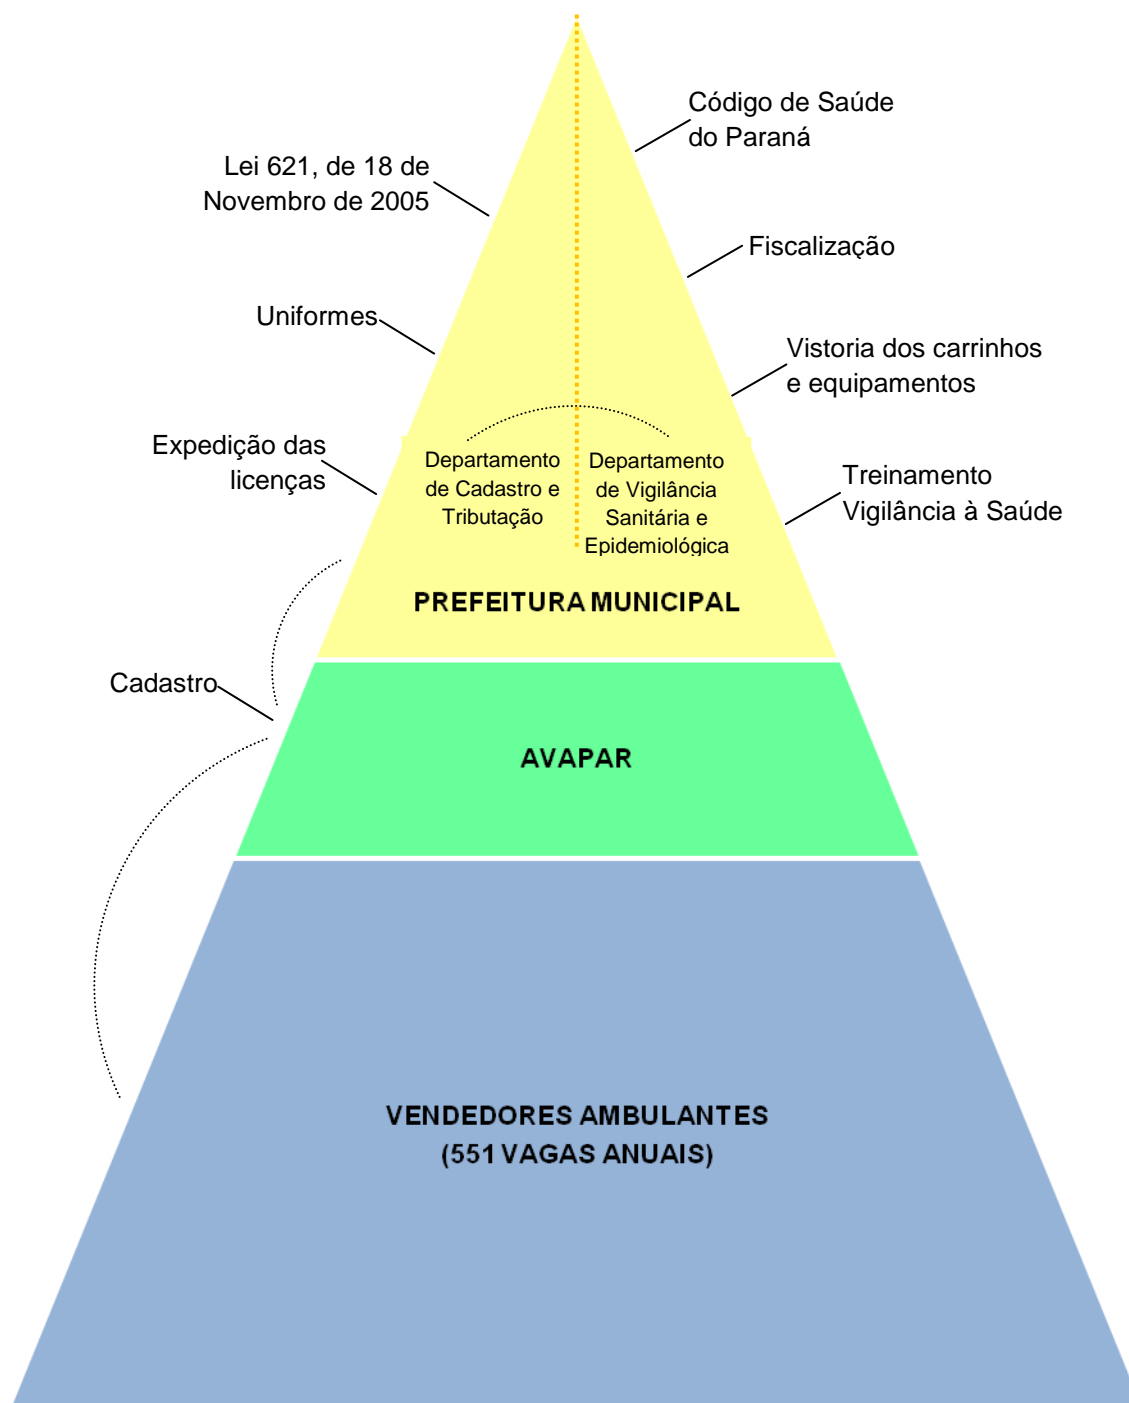 Código de Saúde
do Paraná
Lei 621, de 18 de
Novembro de 2005
Fiscalização
Uniformes
Vistoria dos carrinhos
e equipamentos
Expedição das
licenças
Departamento
de Cadastro e
Tributação
Departamento
de Vigilância
Sanitária e
Epidemiológica
Treinamento
Vigilância à Saúde
PREFEITURA MUNICIPAL
Cadastro
AVAPAR
VENDEDORES AMBULANTES
(551 VAGAS ANUAIS)